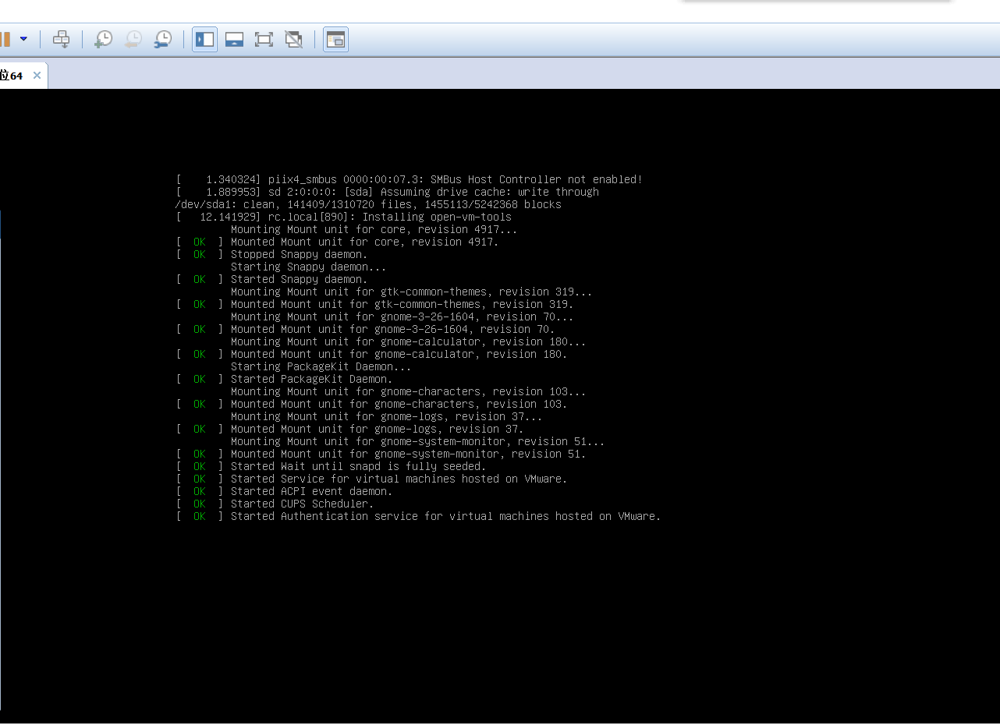 位64
[    1.340324] piix4_smbus 0000:00:07.3: SMBus Host Controller not enabled!
[    1.889953] sd 2:0:0:0: [sda] Assuming drive cache: write through
/dev/sda1: clean, 141409/1310720 files, 1455113/5242368 blocks
[   12.141929] rc.local[890]: Installing open-vm-tools
         Mounting Mount unit for core, revision 4917...
[  OK  ] Mounted Mount unit for core, revision 4917.
[  OK  ] Stopped Snappy daemon.
         Starting Snappy daemon...
[  OK  ] Started Snappy daemon.
         Mounting Mount unit for gtk-common-themes, revision 319...
[  OK  ] Mounted Mount unit for gtk-common-themes, revision 319.
         Mounting Mount unit for gnome-3-26-1604, revision 70...
[  OK  ] Mounted Mount unit for gnome-3-26-1604, revision 70.
         Mounting Mount unit for gnome-calculator, revision 180...
[  OK  ] Mounted Mount unit for gnome-calculator, revision 180.
         Starting PackageKit Daemon...
[  OK  ] Started PackageKit Daemon.
         Mounting Mount unit for gnome-characters, revision 103...
[  OK  ] Mounted Mount unit for gnome-characters, revision 103.
         Mounting Mount unit for gnome-logs, revision 37...
[  OK  ] Mounted Mount unit for gnome-logs, revision 37.
         Mounting Mount unit for gnome-system-monitor, revision 51...
[  OK  ] Mounted Mount unit for gnome-system-monitor, revision 51.
[  OK  ] Started Wait until snapd is fully seeded.
[  OK  ] Started Service for virtual machines hosted on VMware.
[  OK  ] Started ACPI event daemon.
[  OK  ] Started CUPS Scheduler.
[  OK  ] Started Authentication service for virtual machines hosted on VMware.